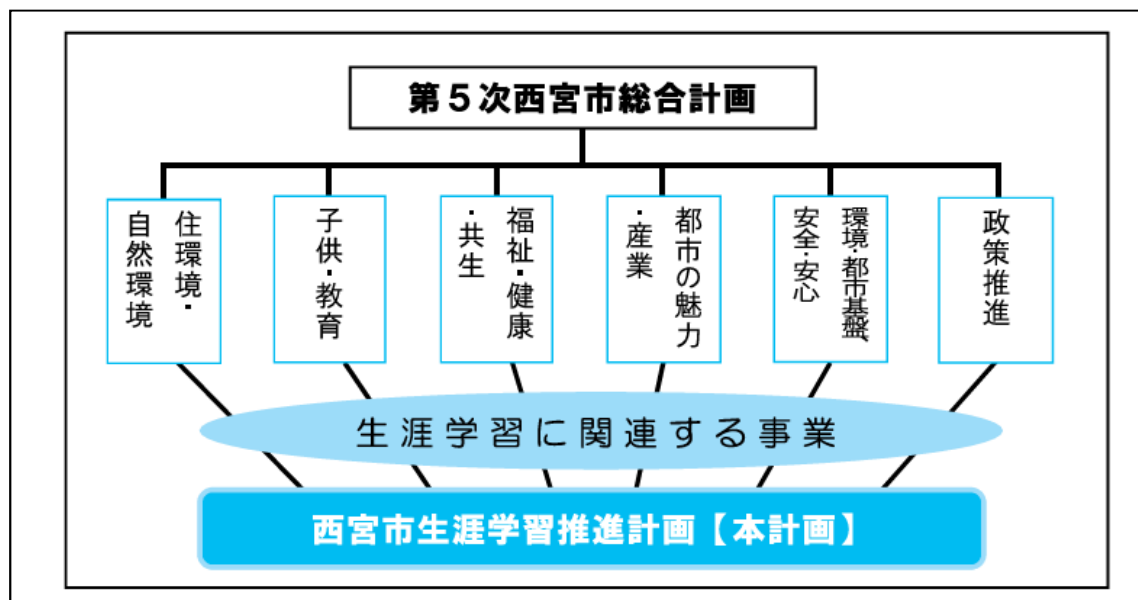 第５次西宮市総合計画
住環境・
自然環境
子供・教育
福祉・健康
・共生
都市の魅力
・産業
環境・都市基盤、
安全・安心
政策推進
生涯学習に関連する事業
西宮市生涯学習推進計画【本計画】